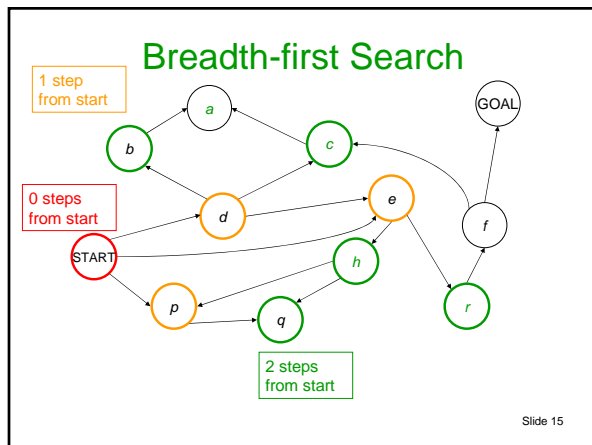 Breadth-first Search
1 step
from start
a
GOAL
b
c
0 steps
from start
e
d
f
START
h
p
q
r
2 steps
from start
Slide 15